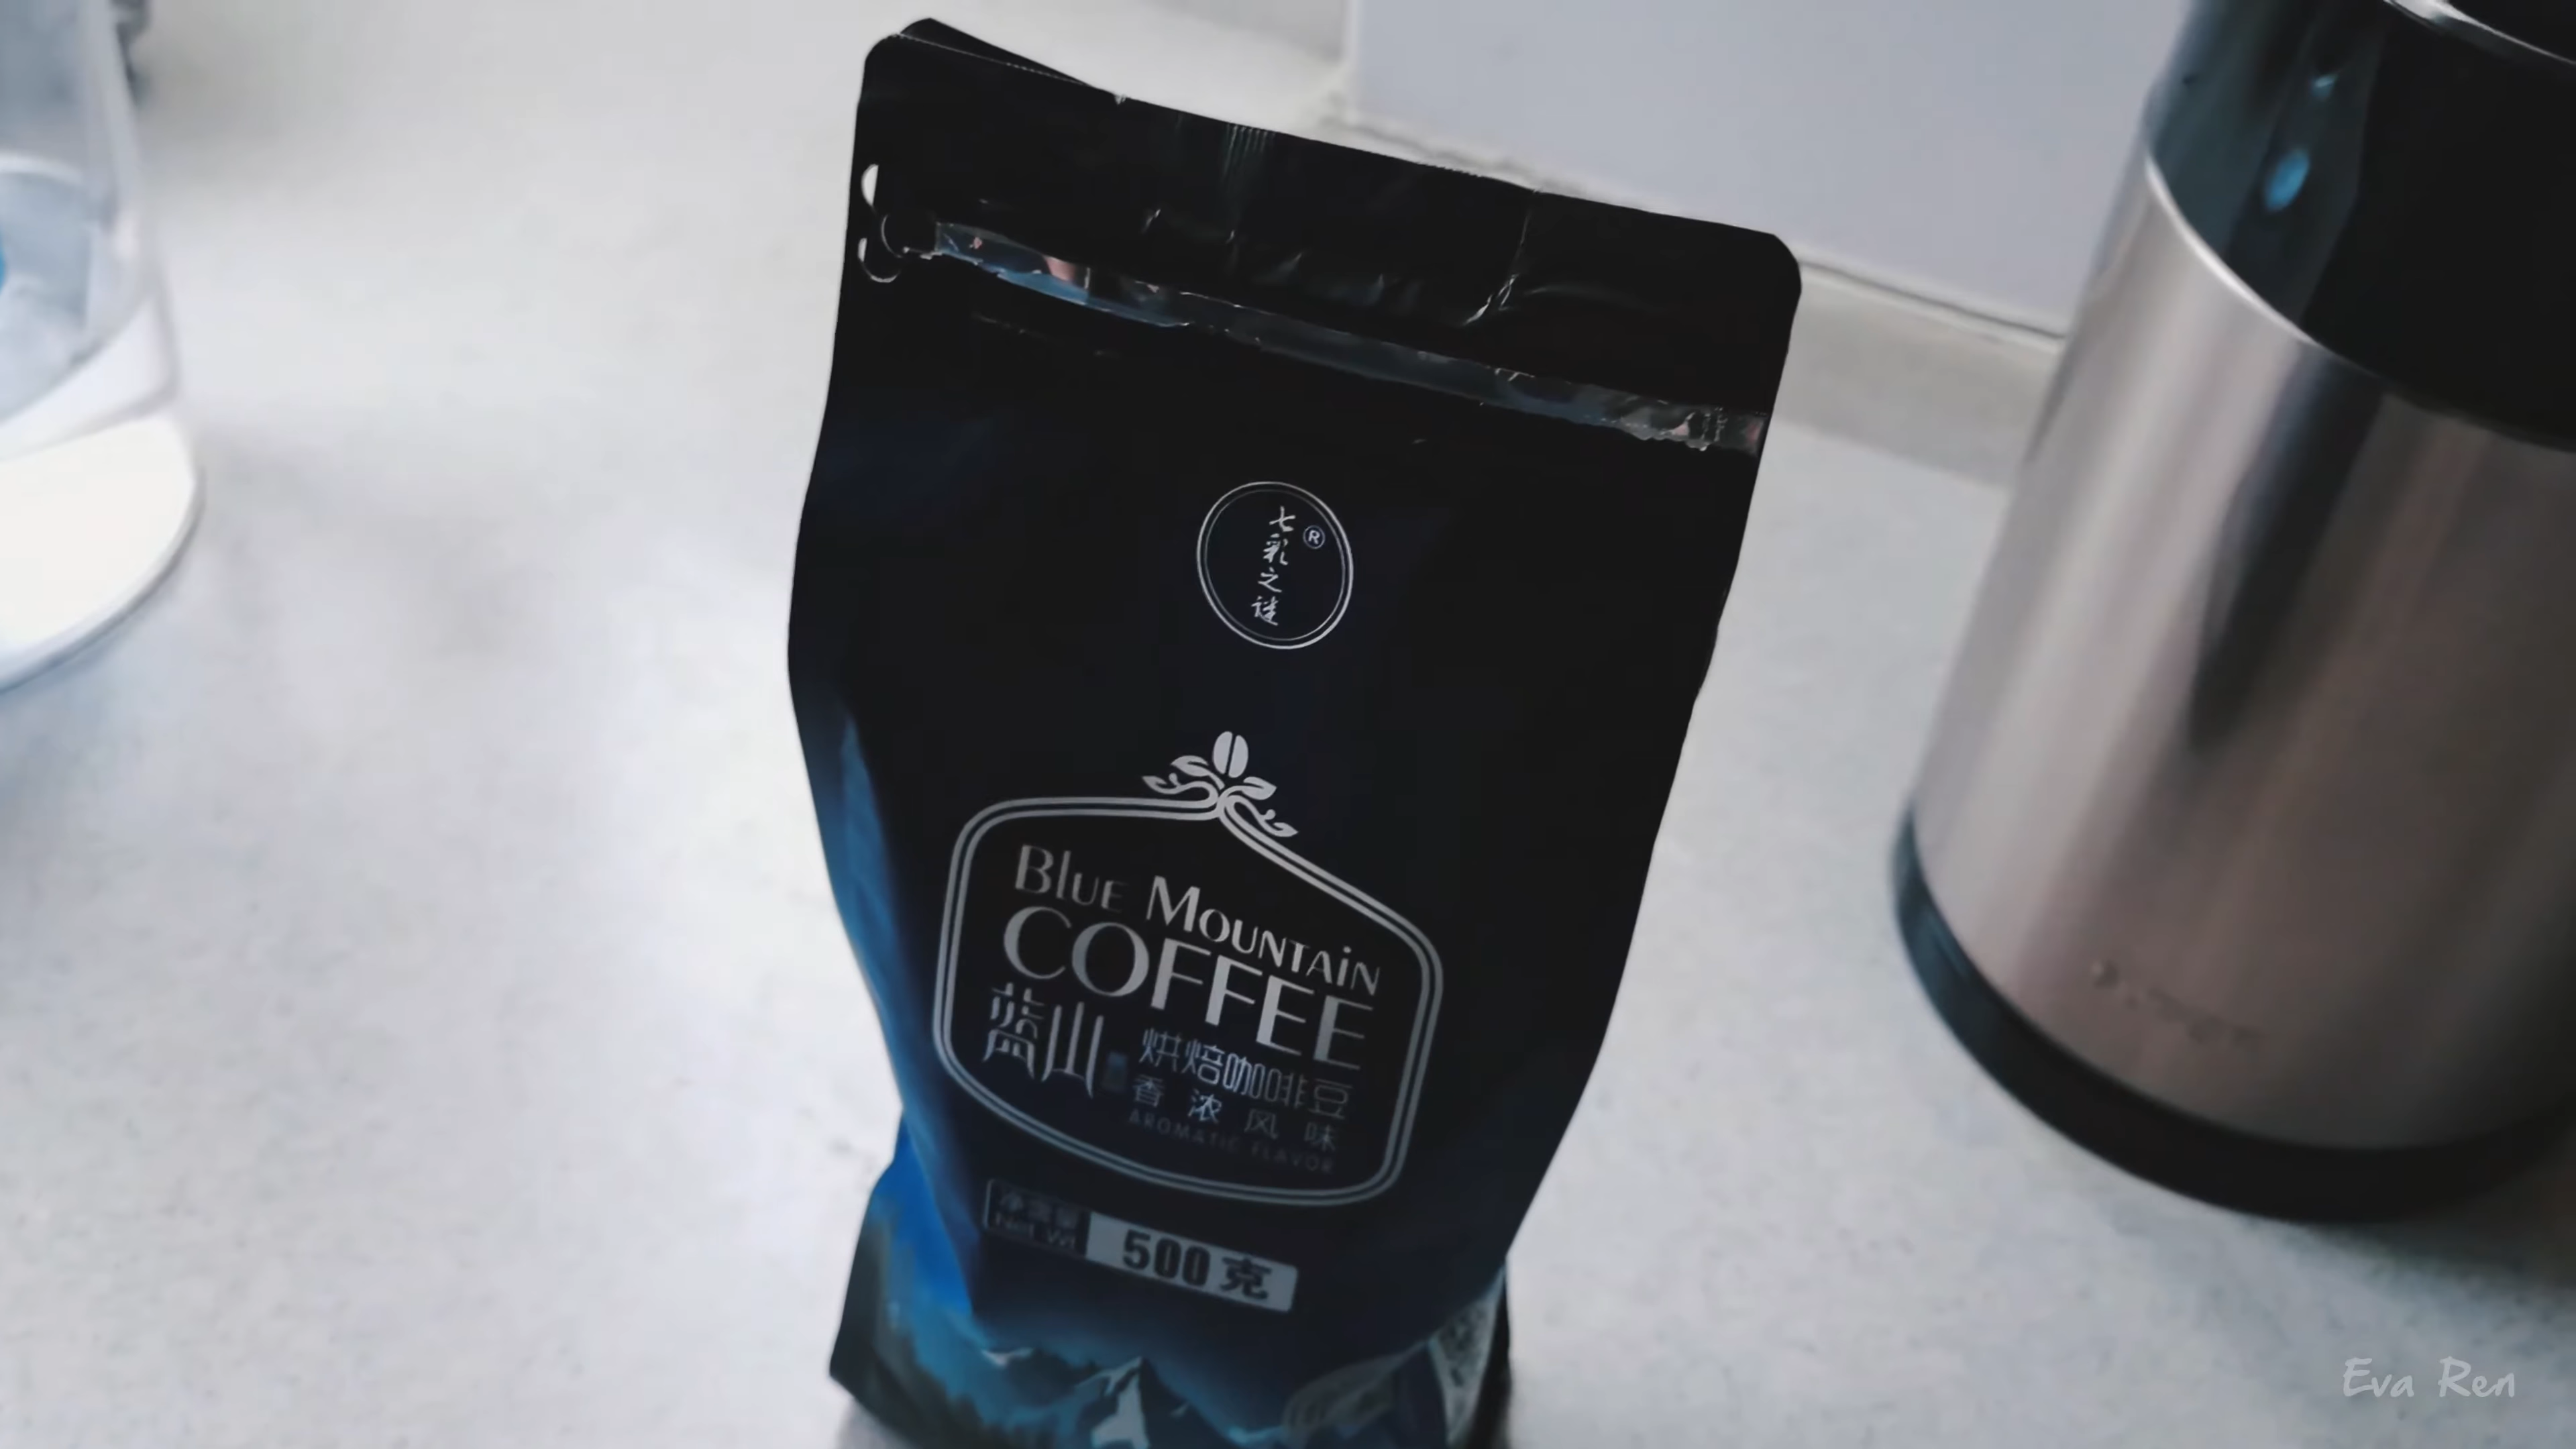 七彩之谜
®
Blue Mountain
COFFEE
蓝山
烘焙咖啡豆
香浓风味
AROMATIC FLAVOR
净含量
Net Wt
500克
Eva Ren